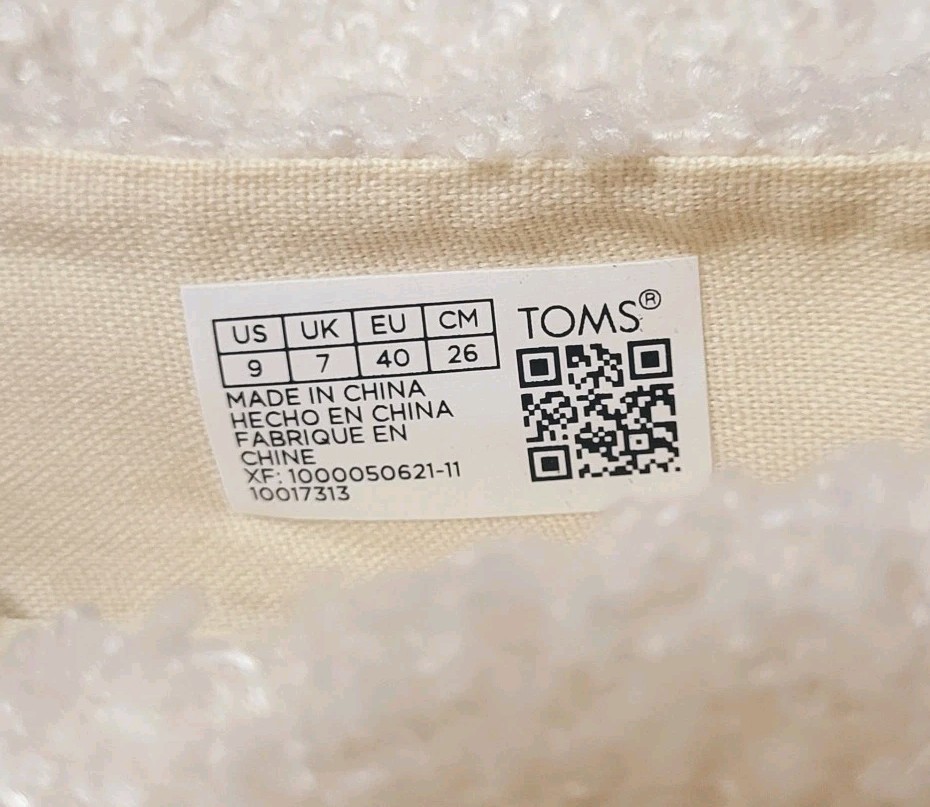 US UK EU CM
9 7 40 26
MADE IN CHINA
HECHO EN CHINA
FABRIQUE EN
CHINE
XF: 1000050621-11
10017313
TOMS®